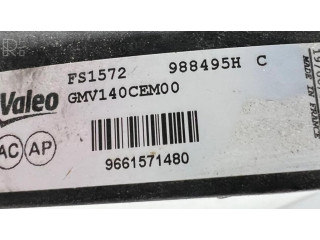 FS1572 988495H C
Valeo GMV140CEM00
AC AP
9661571480
MADE IN FRANCE